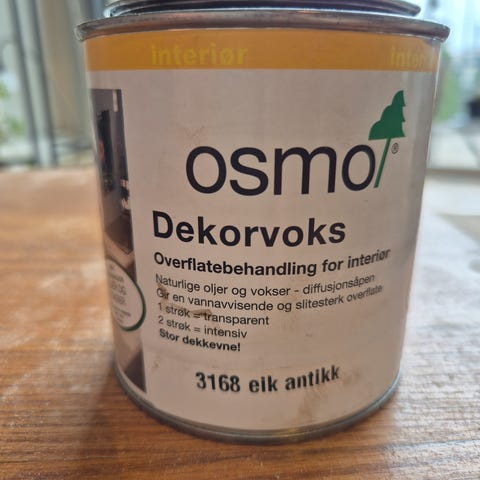 interiør interiør
osmo®
Dekorvoks
Overflatebehandling for interiør
Naturlige oljer og vokser - diffusjonsåpen
Gir en vannavvisende og slitesterk overflate
1 strøk = transparent
2 strøk = intensiv
Stor dekkevne!
3168 eik antikk